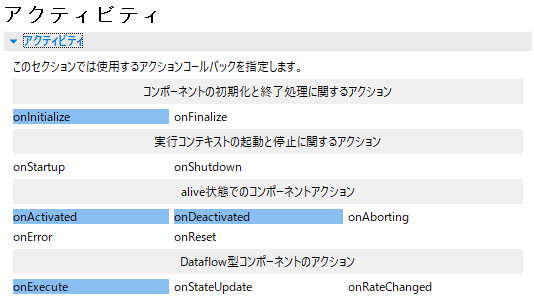 アクティビティ
アクティビティ
このセクションでは使用するアクションコールバックを指定します。
コンポーネントの初期化と終了処理に関するアクション
onInitialize onFinalize
実行コンテキストの起動と停止に関するアクション
onStartup onShutdown
alive状態でのコンポーネントアクション
onActivated onDeactivated onAborting
onError onReset
Dataflow型コンポーネントのアクション
onExecute onStateUpdate onRateChanged